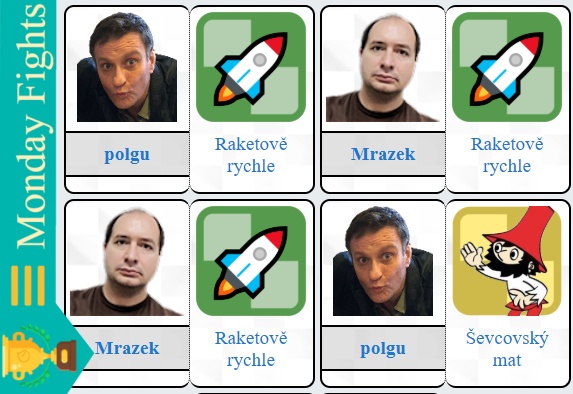 Monday Fights
polgu
Raketově
rychle
Mrazek
Raketově
rychle
Mrazek
Raketově
rychle
polgu
Ševcovský
mat